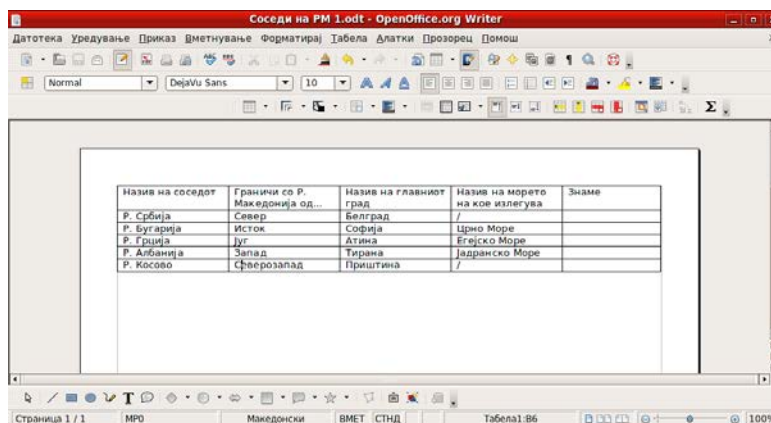 Соседи на РМ 1.odt - OpenOffice.org Writer
Датотека Уредување Приказ Вметнување Форматирај Табела Алатки Прозорец Помош
Normal DejaVu Sans 10
Назив на соседот Граничи со Р. Македонија од... Назив на главниот град Назив на морето на кое излегува Знаме
Р. Србија Север Белград /
Р. Бугарија Исток Софија Црно Море
Р. Грција Југ Атина Егејско Море
Р. Албанија Запад Тирана Јадранско Море
Р. Косово Северозапад Приштина /
Страница 1 / 1 MP0 Македонски ВМЕТ СТНД Табела1:B6 100%